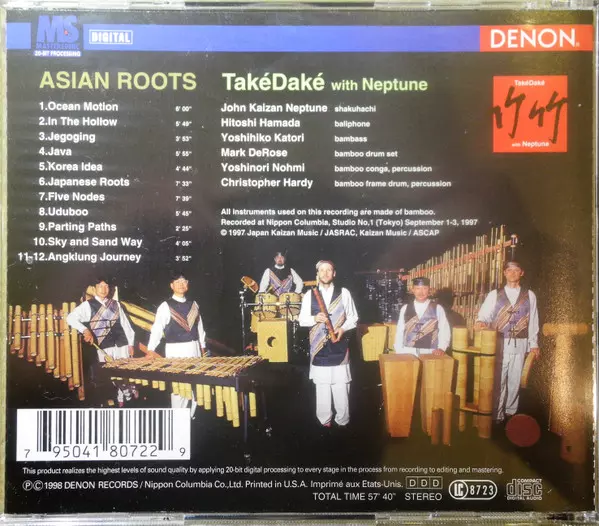 MS
MASTERSONIC
20-BIT PROCESSING
DIGITAL
DENON
ASIAN ROOTS
TakéDaké with Neptune
1.Ocean Motion 6' 00"
2.In The Hollow 5' 49"
3.Jegoging 3' 53"
4.Java 5' 55"
5.Korea Idea 6' 44"
6.Japanese Roots 7' 33"
7.Five Nodes 7' 39"
8.Uduboo 5' 45"
9.Parting Paths 2' 25"
10.Sky and Sand Way 4' 05"
11-12.Angklung Journey 3' 52"
John Kaizan Neptune shakuhachi
Hitoshi Hamada baliphone
Yoshihiko Katori bambass
Mark DeRose bamboo drum set
Yoshinori Nohmi bamboo conga, percussion
Christopher Hardy bamboo frame drum, percussion
TakéDaké
竹竹
with Neptune
All instruments used on this recording are made of bamboo.
Recorded at Nippon Columbia, Studio No.1 (Tokyo) September 1-3, 1997
© 1997 Japan Kaizan Music / JASRAC, Kaizan Music / ASCAP
7 95041 80722 9
This product realizes the highest levels of sound quality by applying 20-bit digital processing to every stage in the process from recording to editing and mastering.
Ⓟ©1998 DENON RECORDS / Nippon Columbia Co.,Ltd. Printed in U.S.A. Imprimé aux Etats-Unis. DDD
TOTAL TIME 57' 40" STEREO
LC 8723
COMPACT
disc
DIGITAL AUDIO